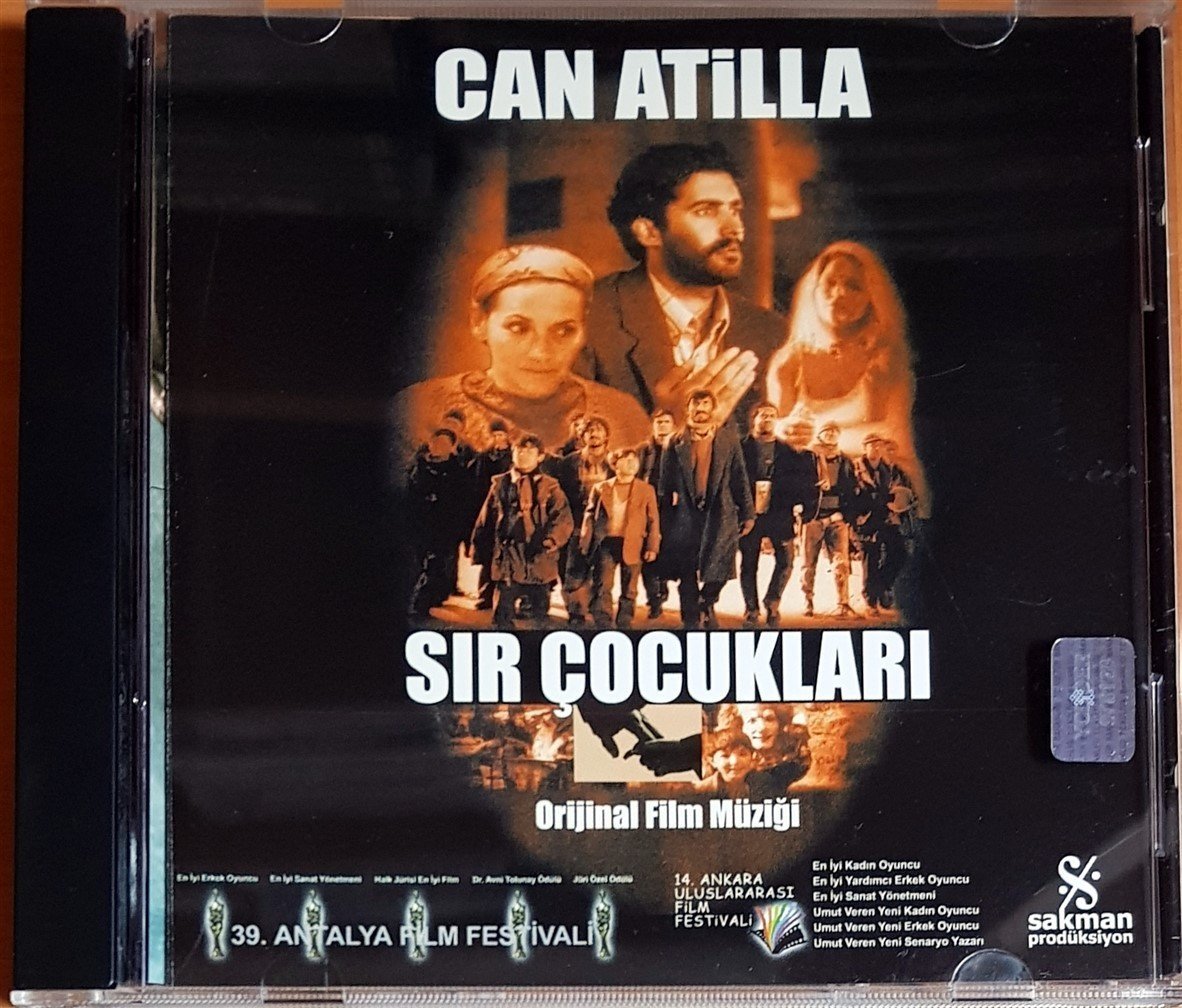 CAN ATİLLA
SIR ÇOCUKLARI
Orijinal Film Müziği
En İyi Erkek Oyuncu
En İyi Sanat Yönetmeni
Halk Jürisi En İyi Film
Dr. Avni Tolunay Ödülü
Jüri Özel Ödülü
39. ANTALYA FİLM FESTİVALİ
14. ANKARA
ULUSLARARASI
FİLM
FESTİVALİ
En İyi Kadın Oyuncu
En İyi Yardımcı Erkek Oyuncu
En İyi Sanat Yönetmeni
Umut Veren Yeni Kadın Oyuncu
Umut Veren Yeni Erkek Oyuncu
Umut Veren Yeni Senaryo Yazarı
sakman
prodüksiyon